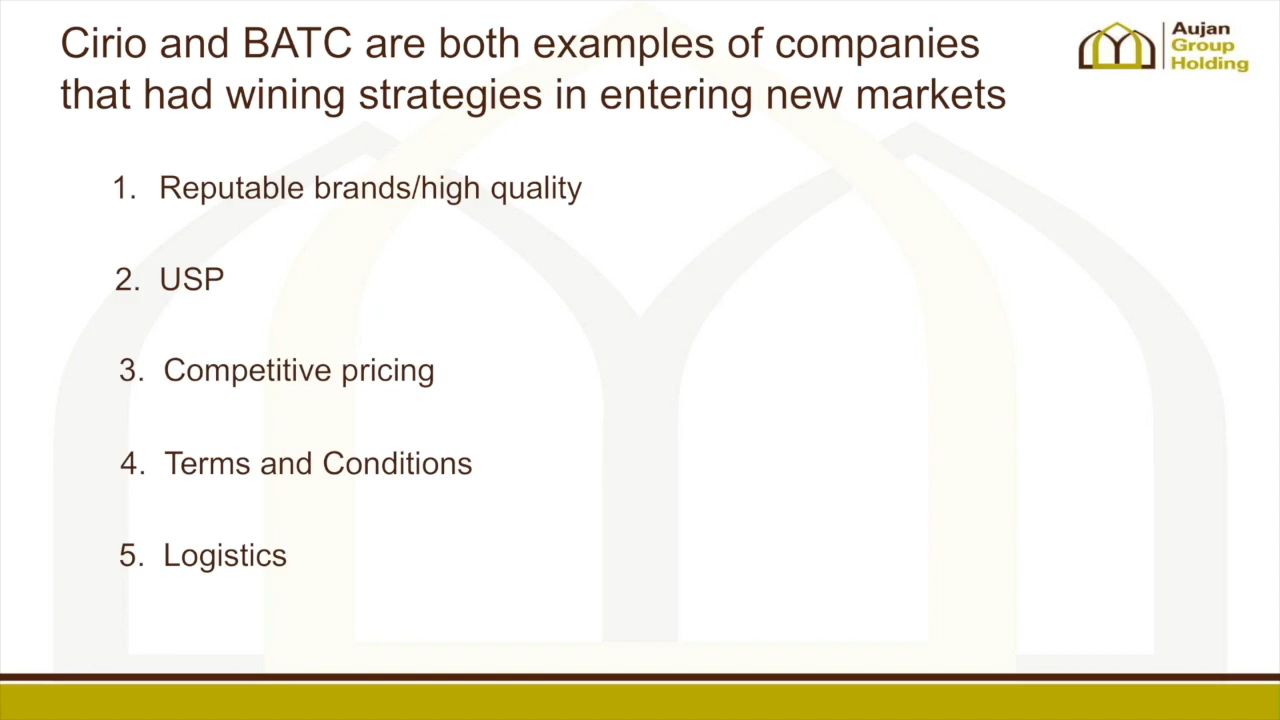 Cirio and BATC are both examples of companies
that had wining strategies in entering new markets
Aujan
Group
Holding
1. Reputable brands/high quality
2. USP
3. Competitive pricing
4. Terms and Conditions
5. Logistics